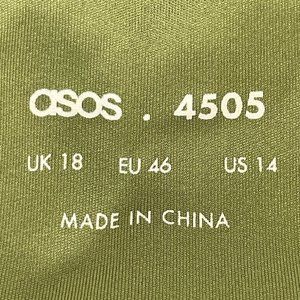 asos . 4505
UK 18 EU 46 US 14
MADE IN CHINA